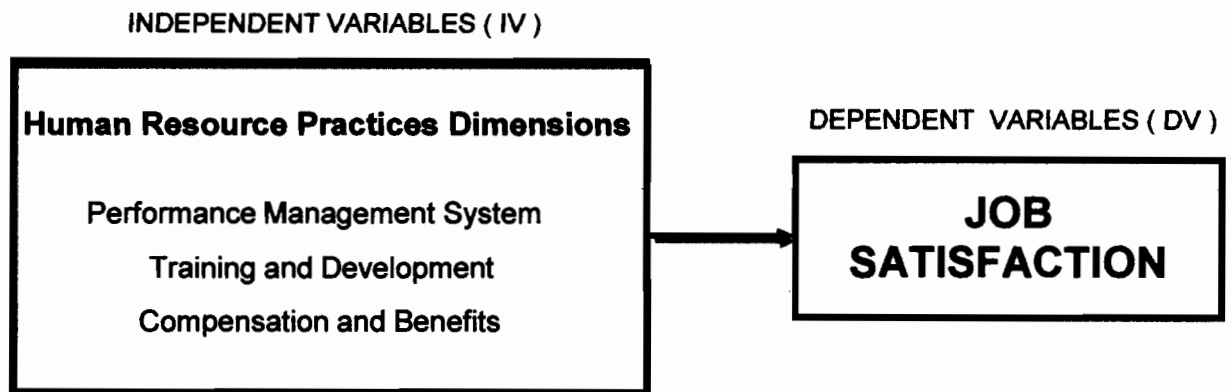 INDEPENDENT VARIABLES ( IV )
Human Resource Practices Dimensions
Performance Management System
Training and Development
Compensation and Benefits
DEPENDENT VARIABLES ( DV )
JOB
SATISFACTION